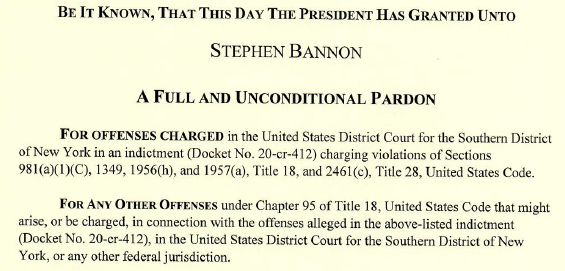 BE IT KNOWN, THAT THIS DAY THE PRESIDENT HAS GRANTED UNTO
STEPHEN BANNON
A FULL AND UNCONDITIONAL PARDON
FOR OFFENSES CHARGED in the United States District Court for the Southern District
of New York in an indictment (Docket No. 20-cr-412) charging violations of Sections
981(a)(1)(C), 1349, 1956(h), and 1957(a), Title 18, and 2461(c), Title 28, United States Code.
FOR ANY OTHER OFFENSES under Chapter 95 of Title 18, United States Code that might
arise, or be charged, in connection with the offenses alleged in the above-listed indictment
(Docket No. 20-cr-412), in the United States District Court for the Southern District of New
York, or any other federal jurisdiction.